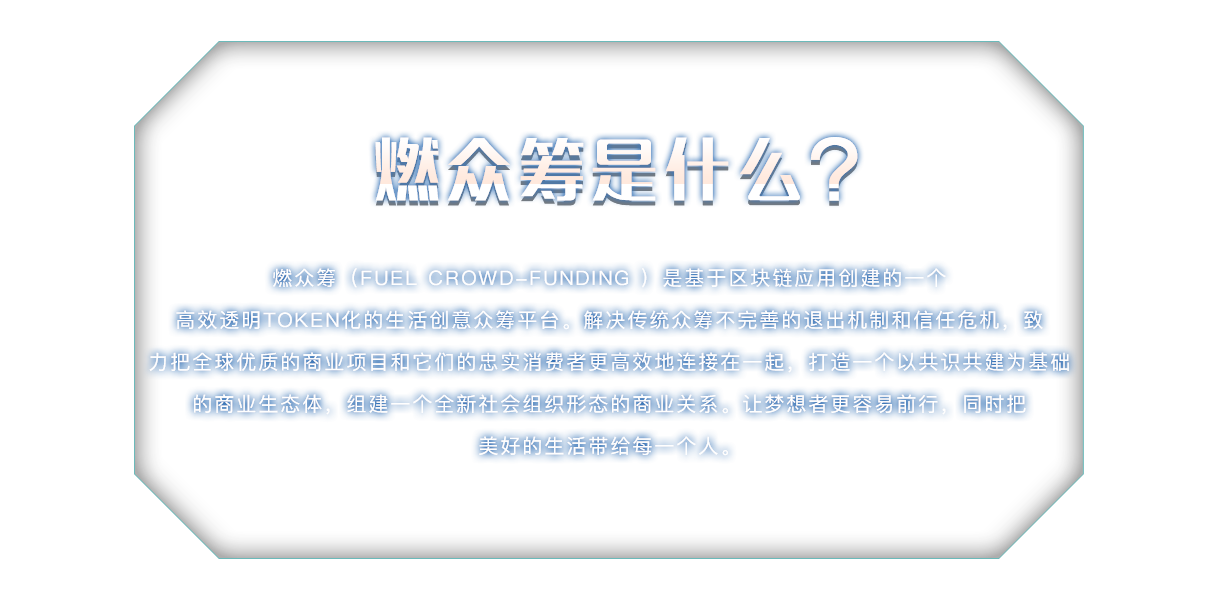 燃众筹是什么?
燃众筹（FUEL CROWD-FUNDING ）是基于区块链应用创建的一个
高效透明TOKEN化的生活创意众筹平台。解决传统众筹不完善的退出机制和信任危机，致
力把全球优质的商业项目和它们的忠实消费者更高效地连接在一起，打造一个以共识共建为基础
的商业生态体，组建一个全新社会组织形态的商业关系。让梦想者更容易前行，同时把
美好的生活带给每一个人。